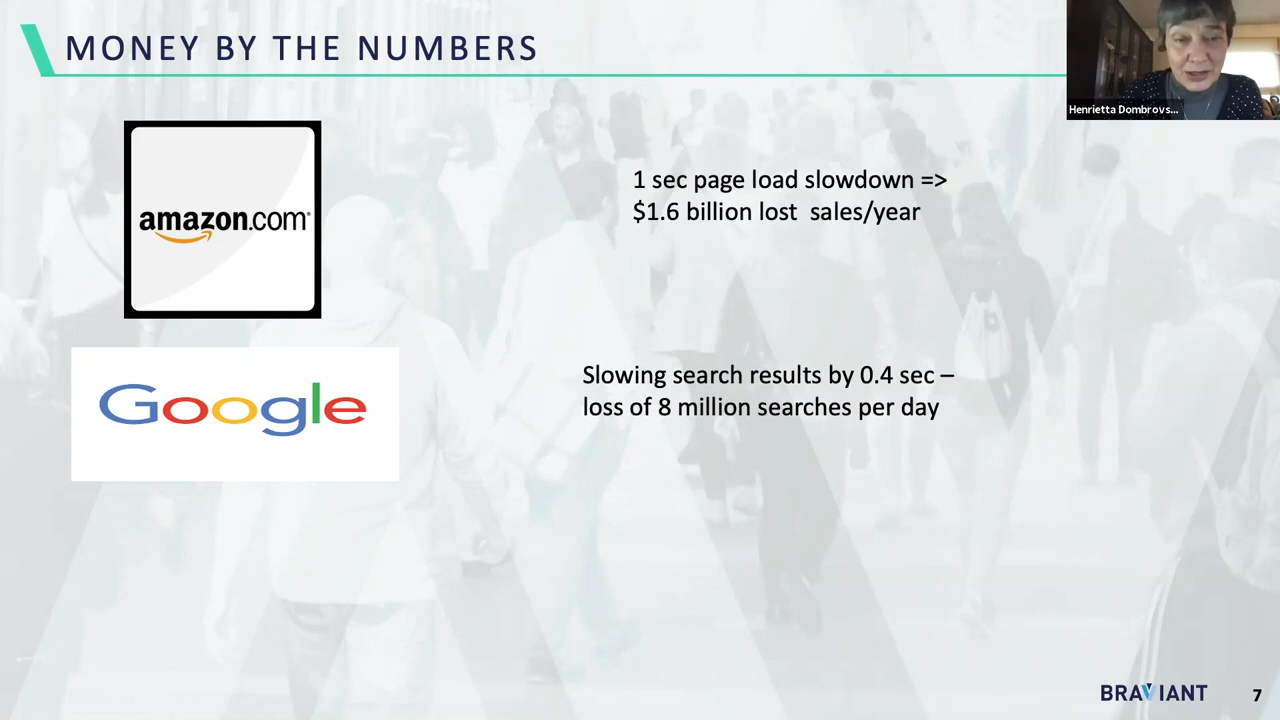 MONEY BY THE NUMBERS
Henrietta Dombrovs...
amazon.com
1 sec page load slowdown =>
$1.6 billion lost sales/year
Google
Slowing search results by 0.4 sec –
loss of 8 million searches per day
BRAVIANT
7